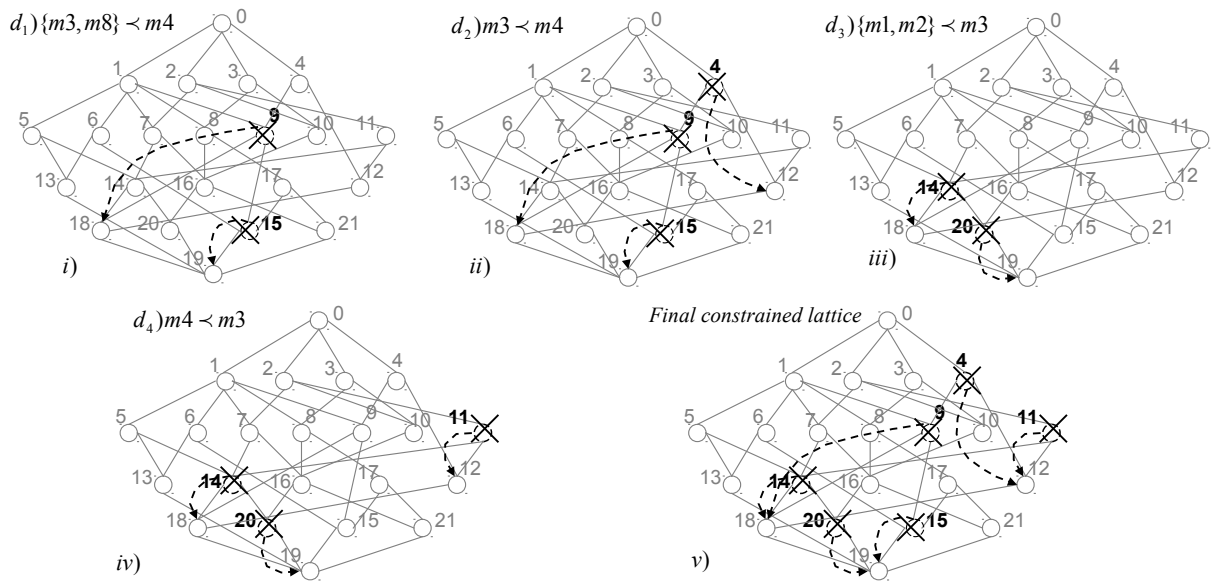 d₁){m3, m8} ≺ m4
0
1 2 3 4
5 6 7 8 9 10 11
13 14 16 17 12
18 20 15 21
19
i)
d₂)m3 ≺ m4
0
1 2 3 4
5 6 7 8 9 10 11
13 14 16 17 12
18 20 15 21
19
ii)
d₃){m1, m2} ≺ m3
0
1 2 3 4
5 6 7 8 9 10 11
13 14 16 17 12
18 20 15 21
19
iii)
d₄)m4 ≺ m3
0
1 2 3 4
5 6 7 8 9 10 11
13 14 16 17 12
18 20 15 21
19
iv)
Final constrained lattice
0
1 2 3 4
5 6 7 8 9 10 11
13 14 16 17 12
18 20 15 21
19
v)